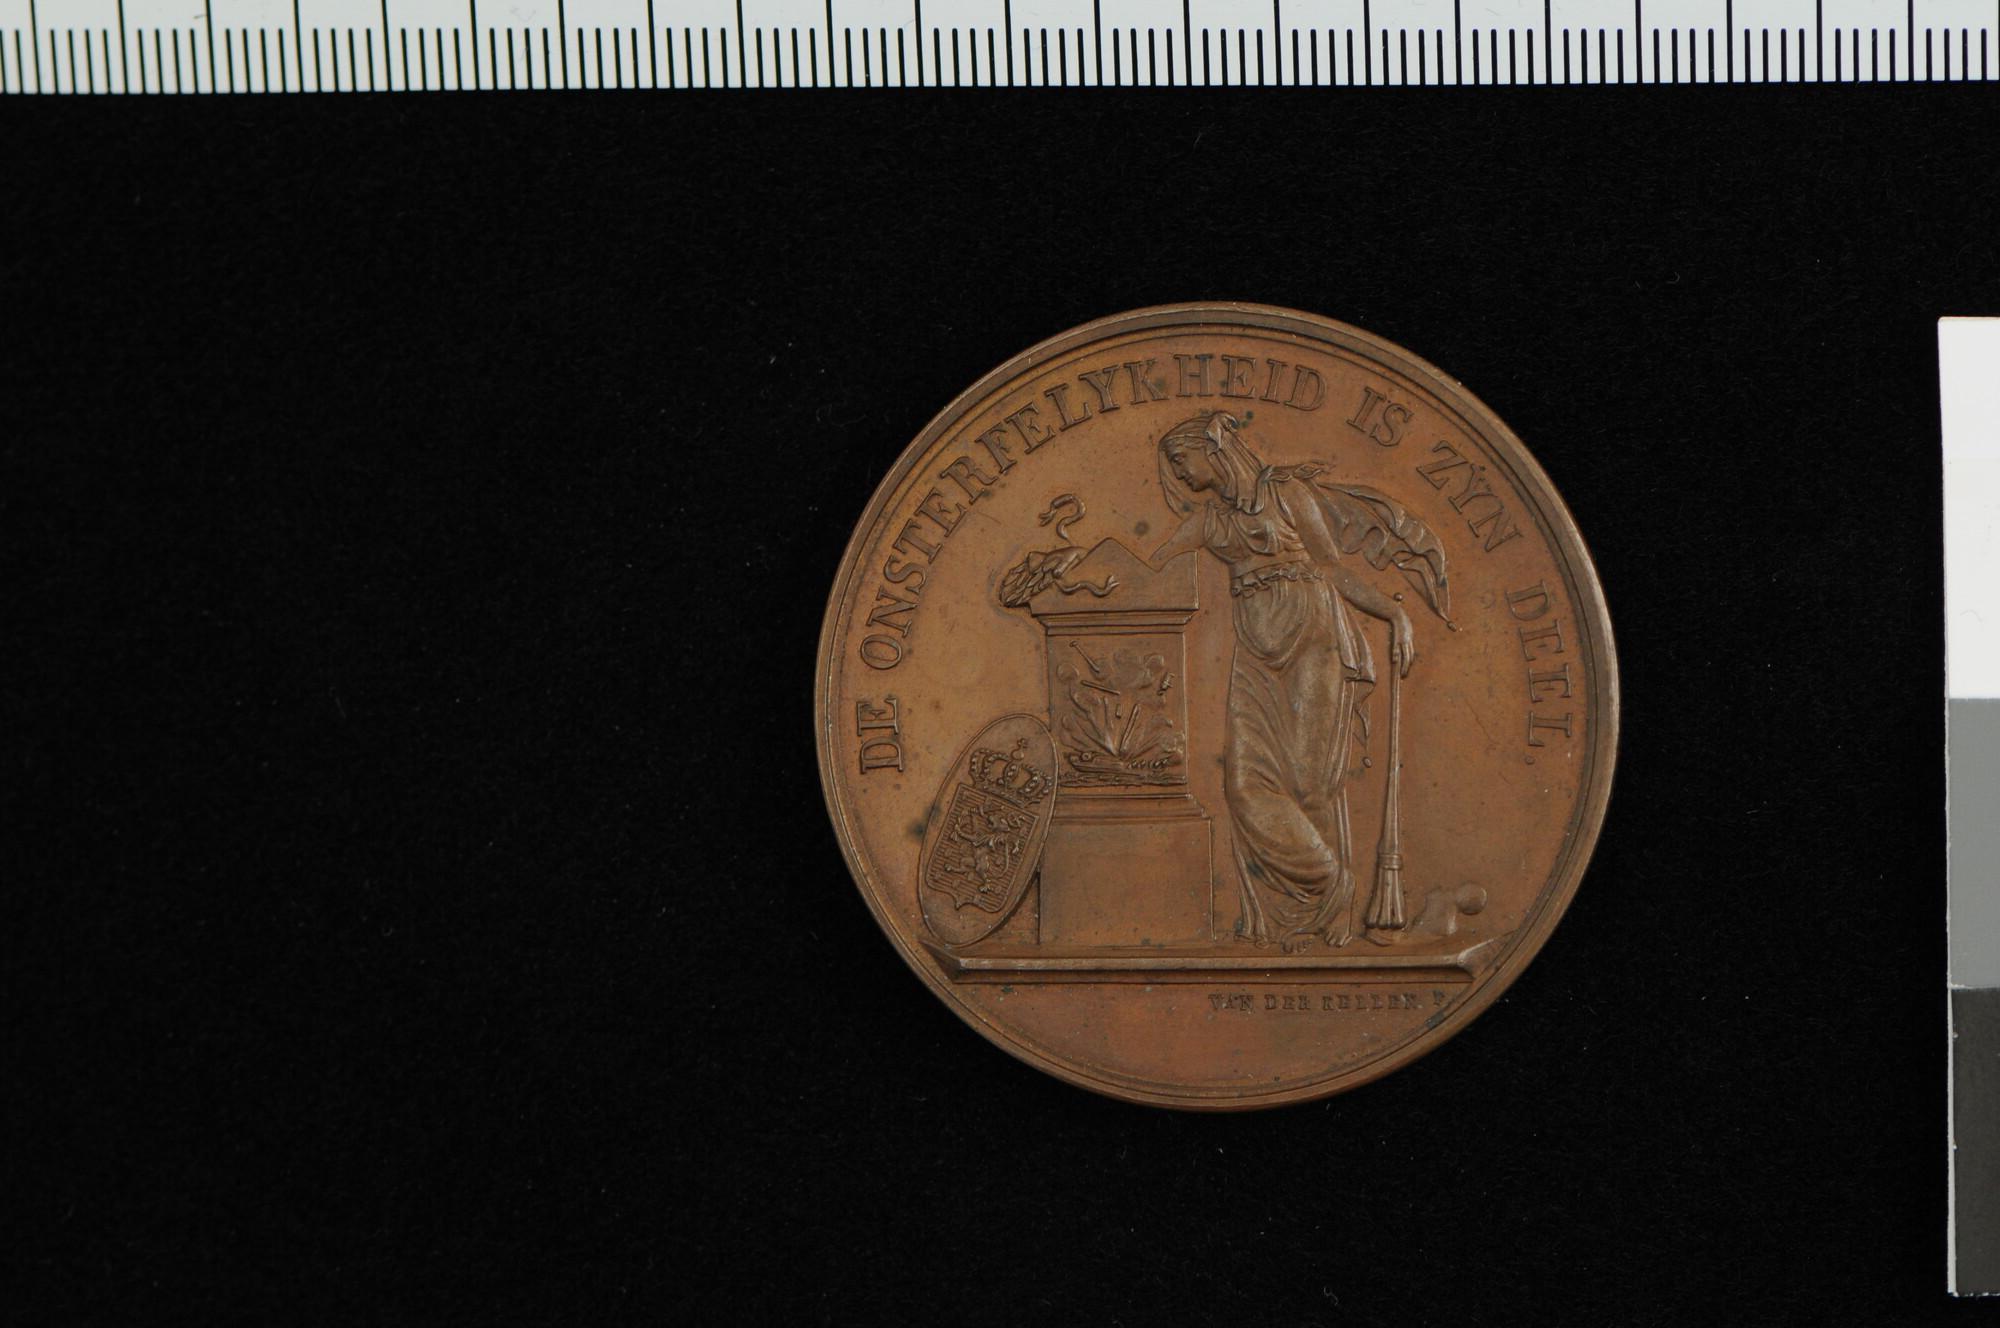 DE ONSTERFELYKHEID IS ZYN DEEL.
VAN DER KELLEN F.